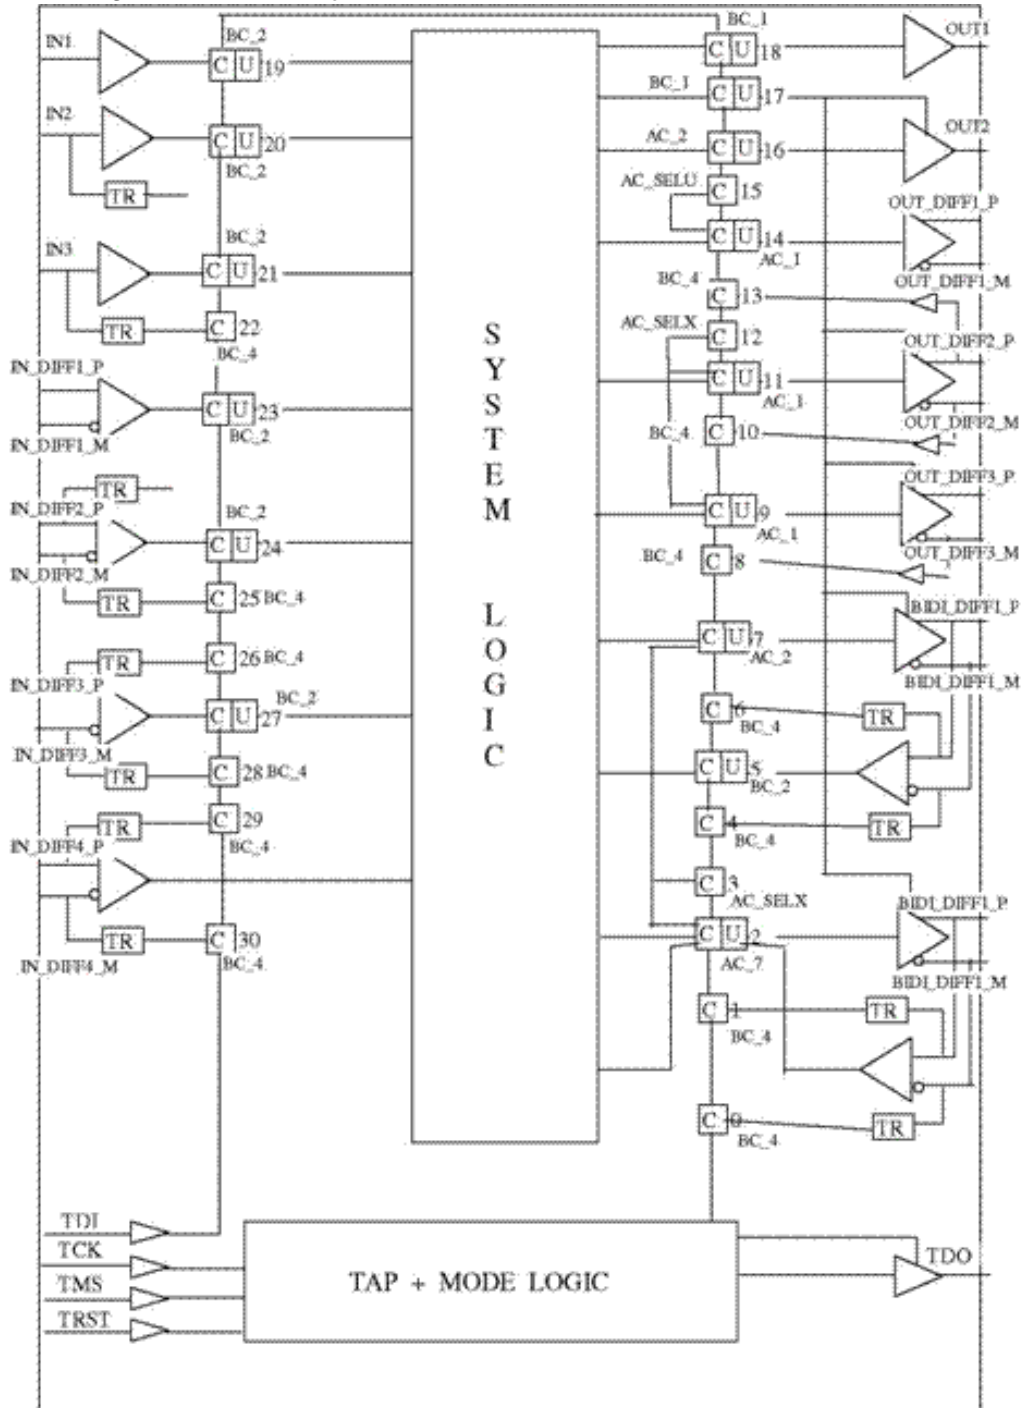 BC_2
BC_1
IN1
OUT1
C U 19
C U 18
BC_1
C U 17
IN2
OUT2
C U 20
AC_2
C U 16
BC_2
AC_SELU
C 15
TR
OUT_DIFF1_P
BC_2
C U 14
IN3
AC_1
C U 21
BC_4
C 13
OUT_DIFF1_M
TR
C 22
AC_SELX
C 12
BC_4
OUT_DIFF2_P
IN_DIFF1_P
C U 11
AC_1
C U 23
OUT_DIFF2_M
BC_2
BC_4
C 10
IN_DIFF1_M
TR
OUT_DIFF3_P
IN_DIFF2_P
BC_2
C U 9
AC_1
C U 24
OUT_DIFF3_M
IN_DIFF2_M
BC_4
C 8
TR
C 25 BC_4
BIDI_DIFF1_P
C U 7
AC_2
TR
C 26 BC_4
BIDI_DIFF1_M
IN_DIFF3_P
BC_2
C 6
BC_4
TR
C U 27
IN_DIFF3_M
TR
C 28 BC_4
C U 5
BC_2
C 29
TR
C 4
TR
BC_4
BC_4
IN_DIFF4_P
C 3
AC_SELX
BIDI_DIFF1_P
TR
C 30
C U 2
BC_4
AC_7
IN_DIFF4_M
BIDI_DIFF1_M
C 1
TR
BC_4
C 0
TR
BC_4
SYSTEM LOGIC
TDI
TCK
TDO
TMS
TAP + MODE LOGIC
TRST